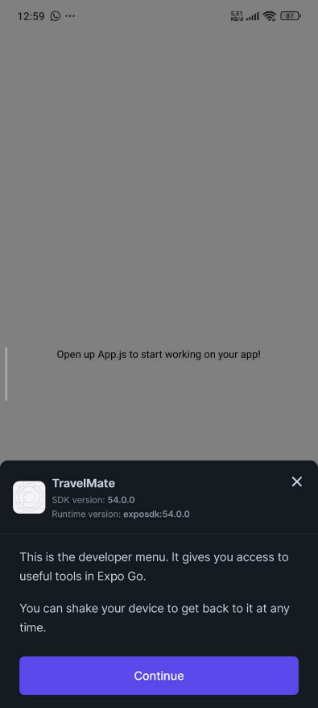 12:59
5,51
KB/s
87
Open up App.js to start working on your app!
TravelMate
SDK version: 54.0.0
Runtime version: exposdk:54.0.0
This is the developer menu. It gives you access to
useful tools in Expo Go.
You can shake your device to get back to it at any
time.
Continue